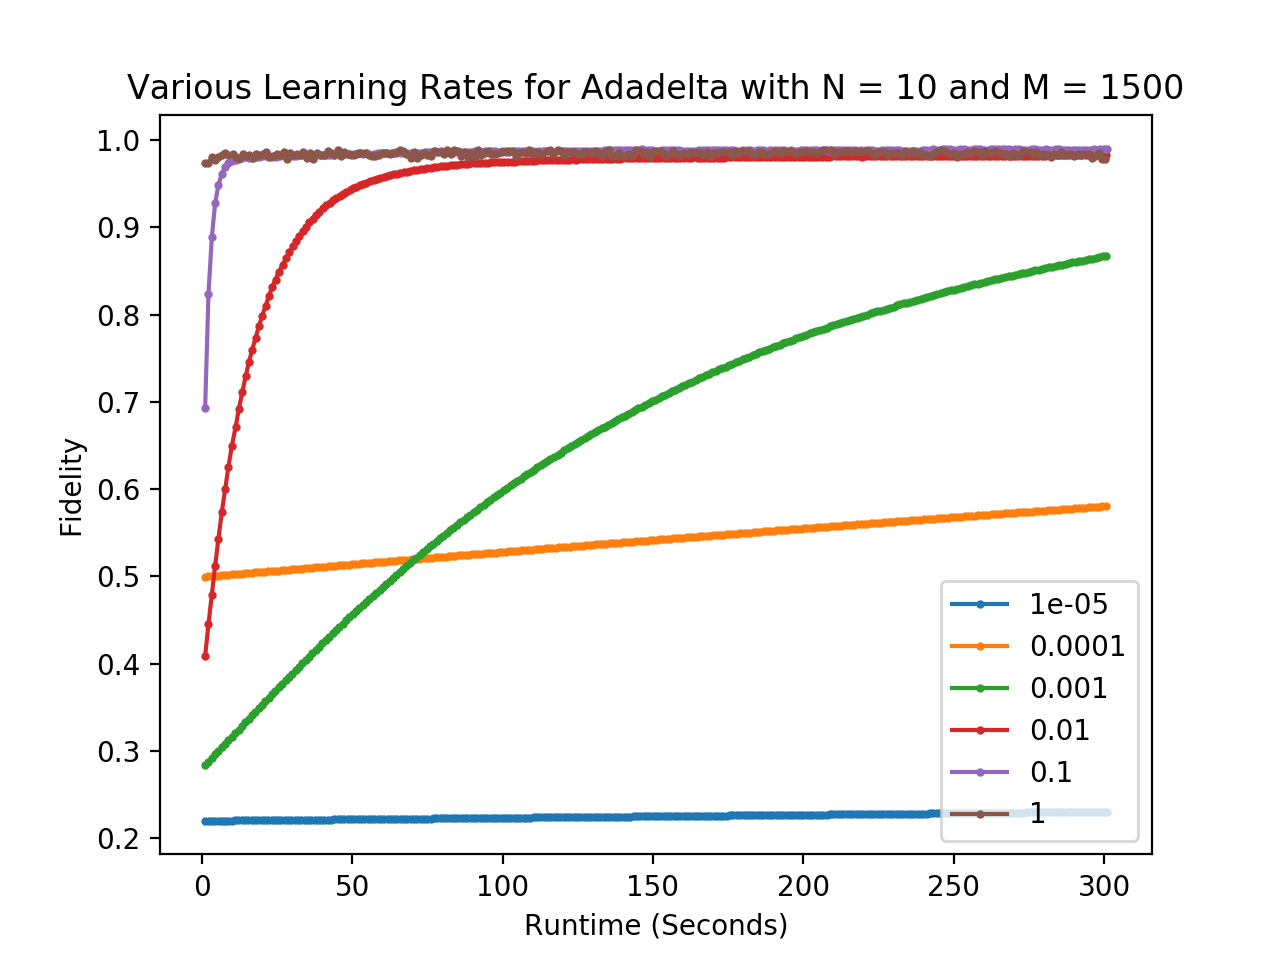 Various Learning Rates for Adadelta with N = 10 and M = 1500
1.0
0.9
0.8
0.7
0.6
0.5
0.4
0.3
0.2
Fidelity
1e-05
0.0001
0.001
0.01
0.1
1
0 50 100 150 200 250 300
Runtime (Seconds)